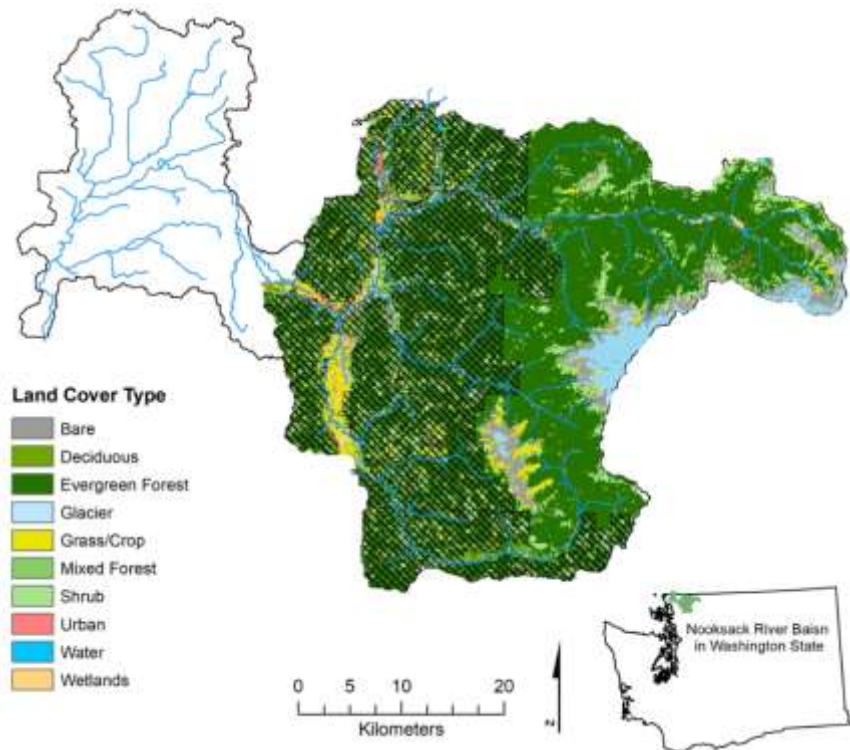 Land Cover Type
Bare
Deciduous
Evergreen Forest
Glacier
Grass/Crop
Mixed Forest
Shrub
Urban
Water
Wetlands
0 5 10 20
Kilometers
N
Nooksack River Baisn
in Washington State